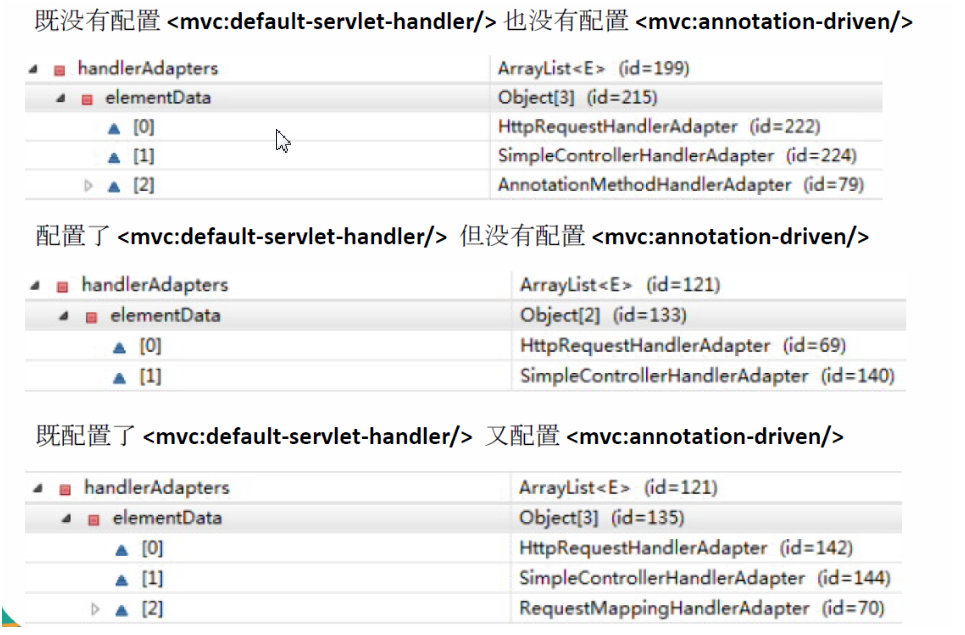 既没有配置 <mvc:default-servlet-handler/> 也没有配置 <mvc:annotation-driven/>
handlerAdapters ArrayList<E> (id=199)
elementData Object[3] (id=215)
[0] HttpRequestHandlerAdapter (id=222)
[1] SimpleControllerHandlerAdapter (id=224)
[2] AnnotationMethodHandlerAdapter (id=79)
配置了 <mvc:default-servlet-handler/> 但没有配置 <mvc:annotation-driven/>
handlerAdapters ArrayList<E> (id=121)
elementData Object[2] (id=133)
[0] HttpRequestHandlerAdapter (id=69)
[1] SimpleControllerHandlerAdapter (id=140)
既配置了 <mvc:default-servlet-handler/> 又配置 <mvc:annotation-driven/>
handlerAdapters ArrayList<E> (id=121)
elementData Object[3] (id=135)
[0] HttpRequestHandlerAdapter (id=142)
[1] SimpleControllerHandlerAdapter (id=144)
[2] RequestMappingHandlerAdapter (id=70)